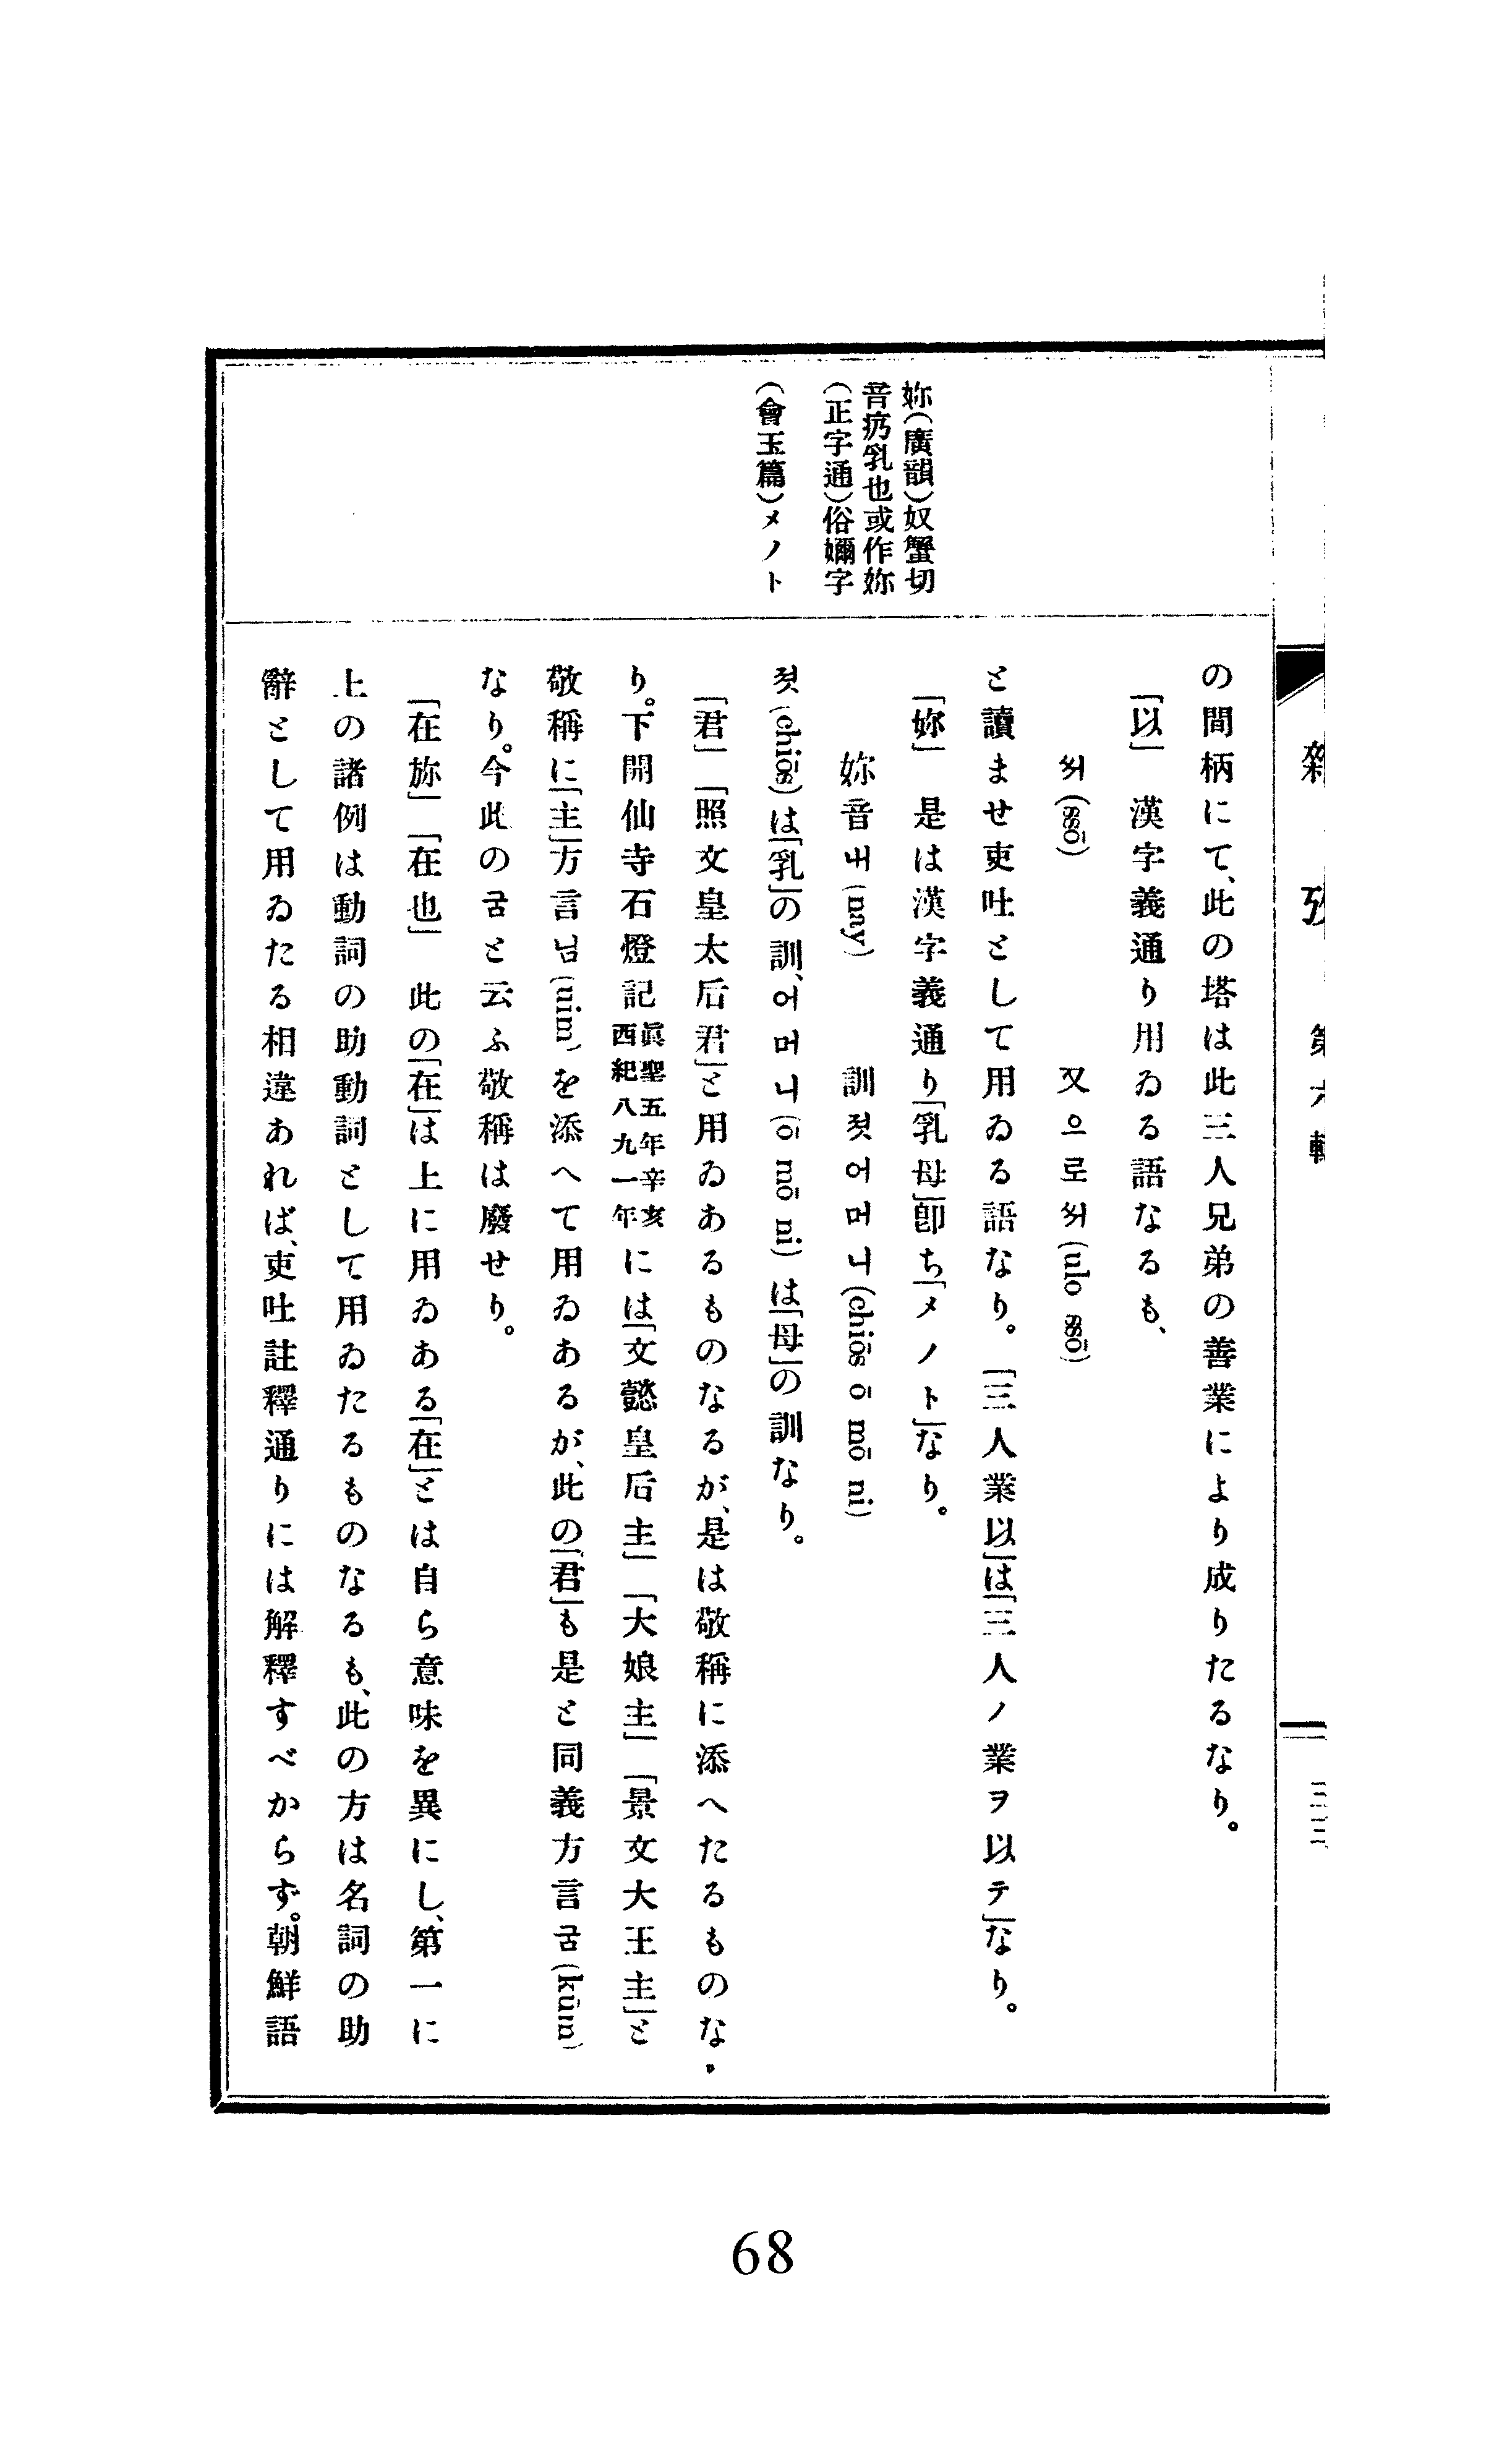 雜 攷 第六輯
三三
妳(廣韻)奴蟹切
音疓乳也或作妳
(正字通)俗嬭字
(會玉篇)メノト
の間柄にて、此の塔は此三人兄弟の善業により成りたるなり。
「以」 漢字義通り用ゐる語なるも、
써(ssŏ) 又으로써(ulo ssŏ)
と讀ませ吏吐として用ゐる語なり。「三人業以」は「三人ノ業ヲ以テ」なり。
「妳」 是は漢字義通り「乳母」卽ち「メノト」なり。
妳音내(nay) 訓젓어머니(chiŏs ŏ mŏ ni)
젓(chiŏs)は「乳」の訓、어머니(ŏ mŏ ni)は「母」の訓なり。
「君」「照文皇太后君」と用ゐあるものなるが、是は敬稱に添へたるものな
り。下開仙寺石燈記眞聖五年辛亥西紀八九一年には「文懿皇后主」「大娘主」「景文大王主」と
敬稱に「主」方言님(nim)を添へて用ゐあるが、此の「君」も是と同義方言굼(kŭm)
なり。今此の굼と云ふ敬稱は廢せり。
「在旀」「在也」 此の「在」は上に用ゐある「在」とは自ら意味を異にし、第一に
上の諸例は動詞の助動詞として用ゐたるものなるも、此の方は名詞の助
辭として用ゐたる相違あれば、吏吐註釋通りには解釋すべからず。朝鮮語
68